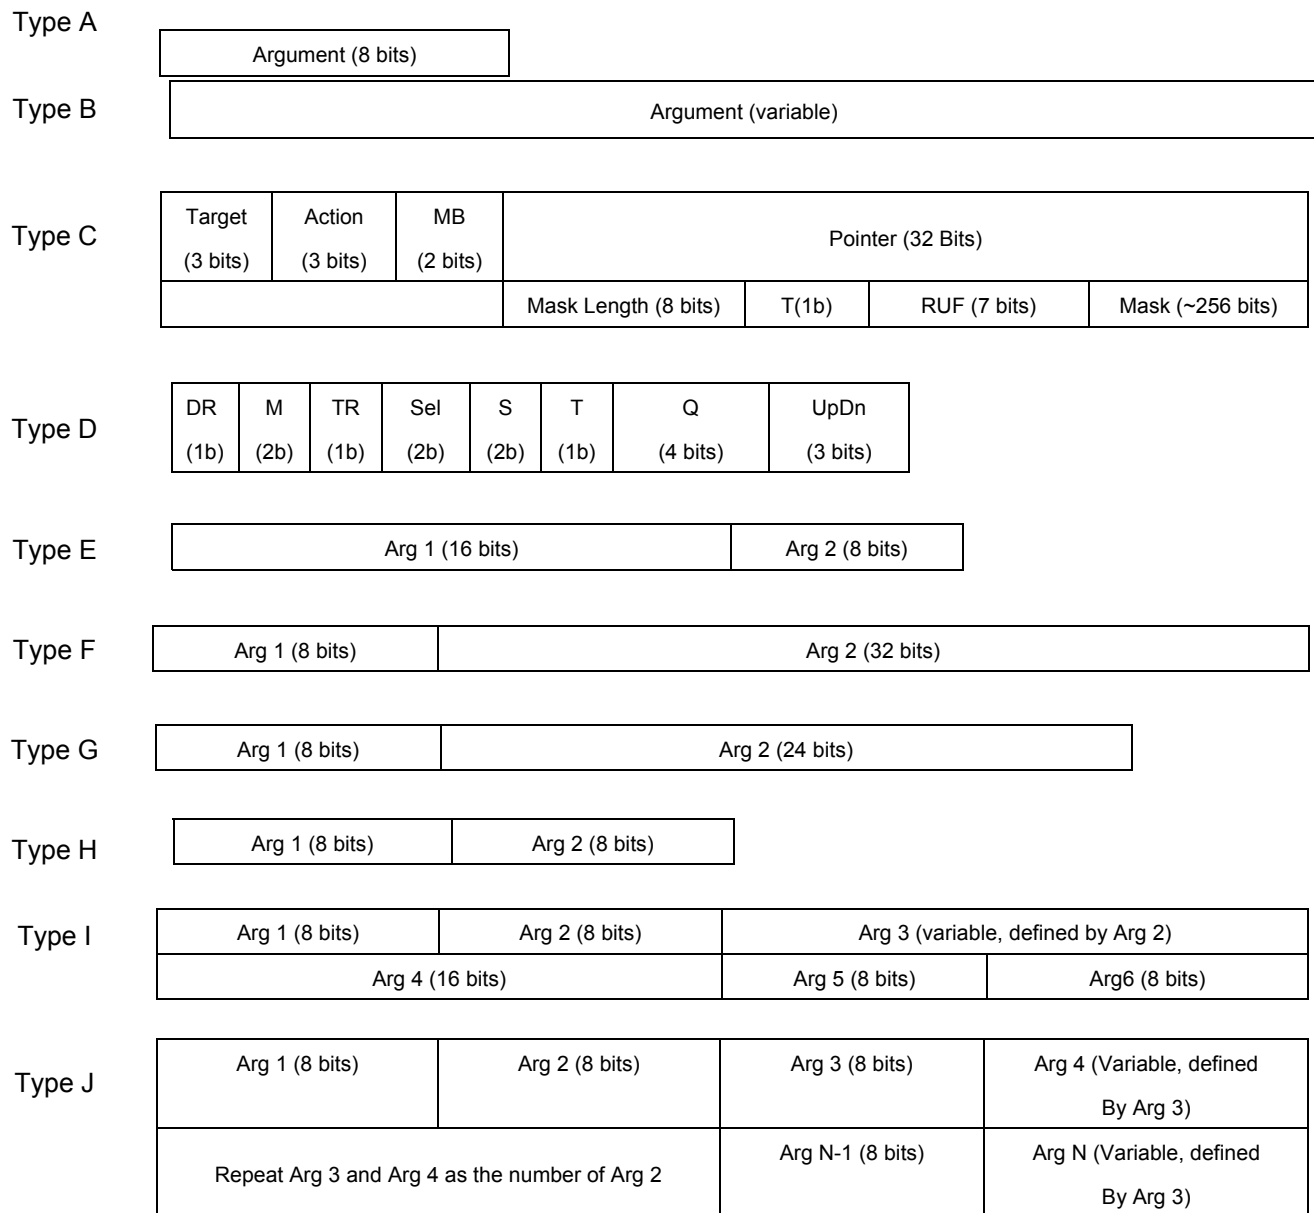 Type A
Argument (8 bits)
Type B
Argument (variable)
Type C
Target
(3 bits)
Action
(3 bits)
MB
(2 bits)
Pointer (32 Bits)
Mask Length (8 bits)
T(1b)
RUF (7 bits)
Mask (~256 bits)
Type D
DR
(1b)
M
(2b)
TR
(1b)
Sel
(2b)
S
(2b)
T
(1b)
Q
(4 bits)
UpDn
(3 bits)
Type E
Arg 1 (16 bits)
Arg 2 (8 bits)
Type F
Arg 1 (8 bits)
Arg 2 (32 bits)
Type G
Arg 1 (8 bits)
Arg 2 (24 bits)
Type H
Arg 1 (8 bits)
Arg 2 (8 bits)
Type I
Arg 1 (8 bits)
Arg 2 (8 bits)
Arg 3 (variable, defined by Arg 2)
Arg 4 (16 bits)
Arg 5 (8 bits)
Arg6 (8 bits)
Type J
Arg 1 (8 bits)
Arg 2 (8 bits)
Arg 3 (8 bits)
Arg 4 (Variable, defined
By Arg 3)
Repeat Arg 3 and Arg 4 as the number of Arg 2
Arg N-1 (8 bits)
Arg N (Variable, defined
By Arg 3)